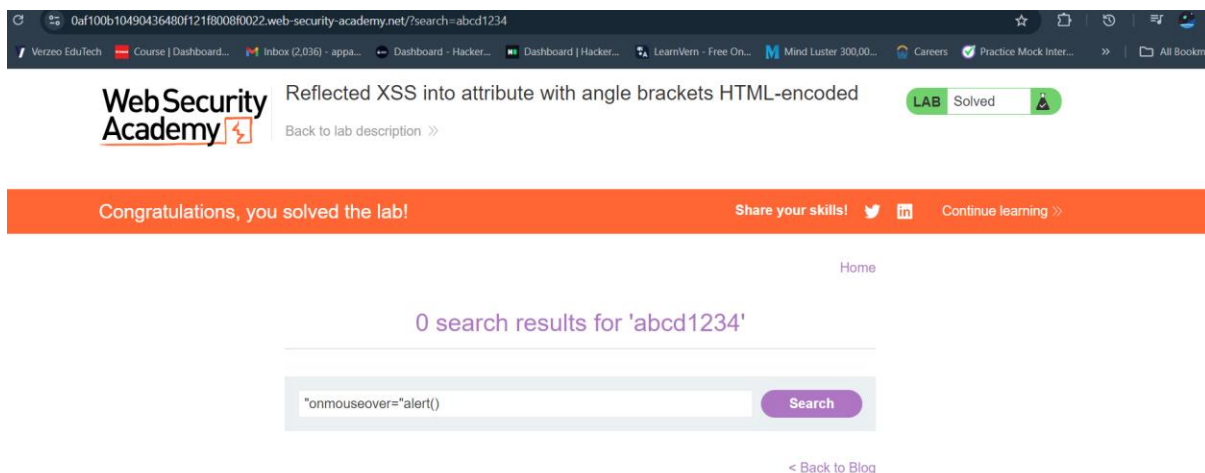 0af100b10490436480f121f8008f0022.web-security-academy.net/?search=abcd1234
Verzeo EduTech Course | Dashboard... Inbox (2,036) - appa... Dashboard - Hacker... Dashboard | Hacker... LearnVern - Free On... Mind Luster 300,00... Careers Practice Mock Inter... » All Bookm
Web Security Academy
Reflected XSS into attribute with angle brackets HTML-encoded
Back to lab description »
LAB Solved
Congratulations, you solved the lab!
Share your skills! Continue learning »
Home
0 search results for 'abcd1234'
"onmouseover="alert()
Search
< Back to Blog